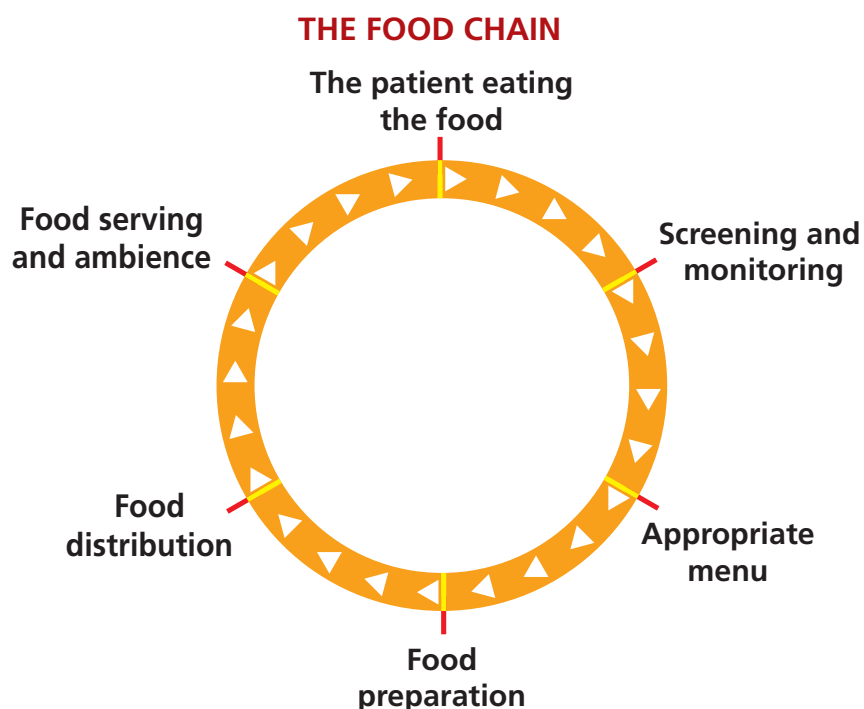 THE FOOD CHAIN
The patient eating
the food
Screening and
monitoring
Appropriate
menu
Food
preparation
Food
distribution
Food serving
and ambience